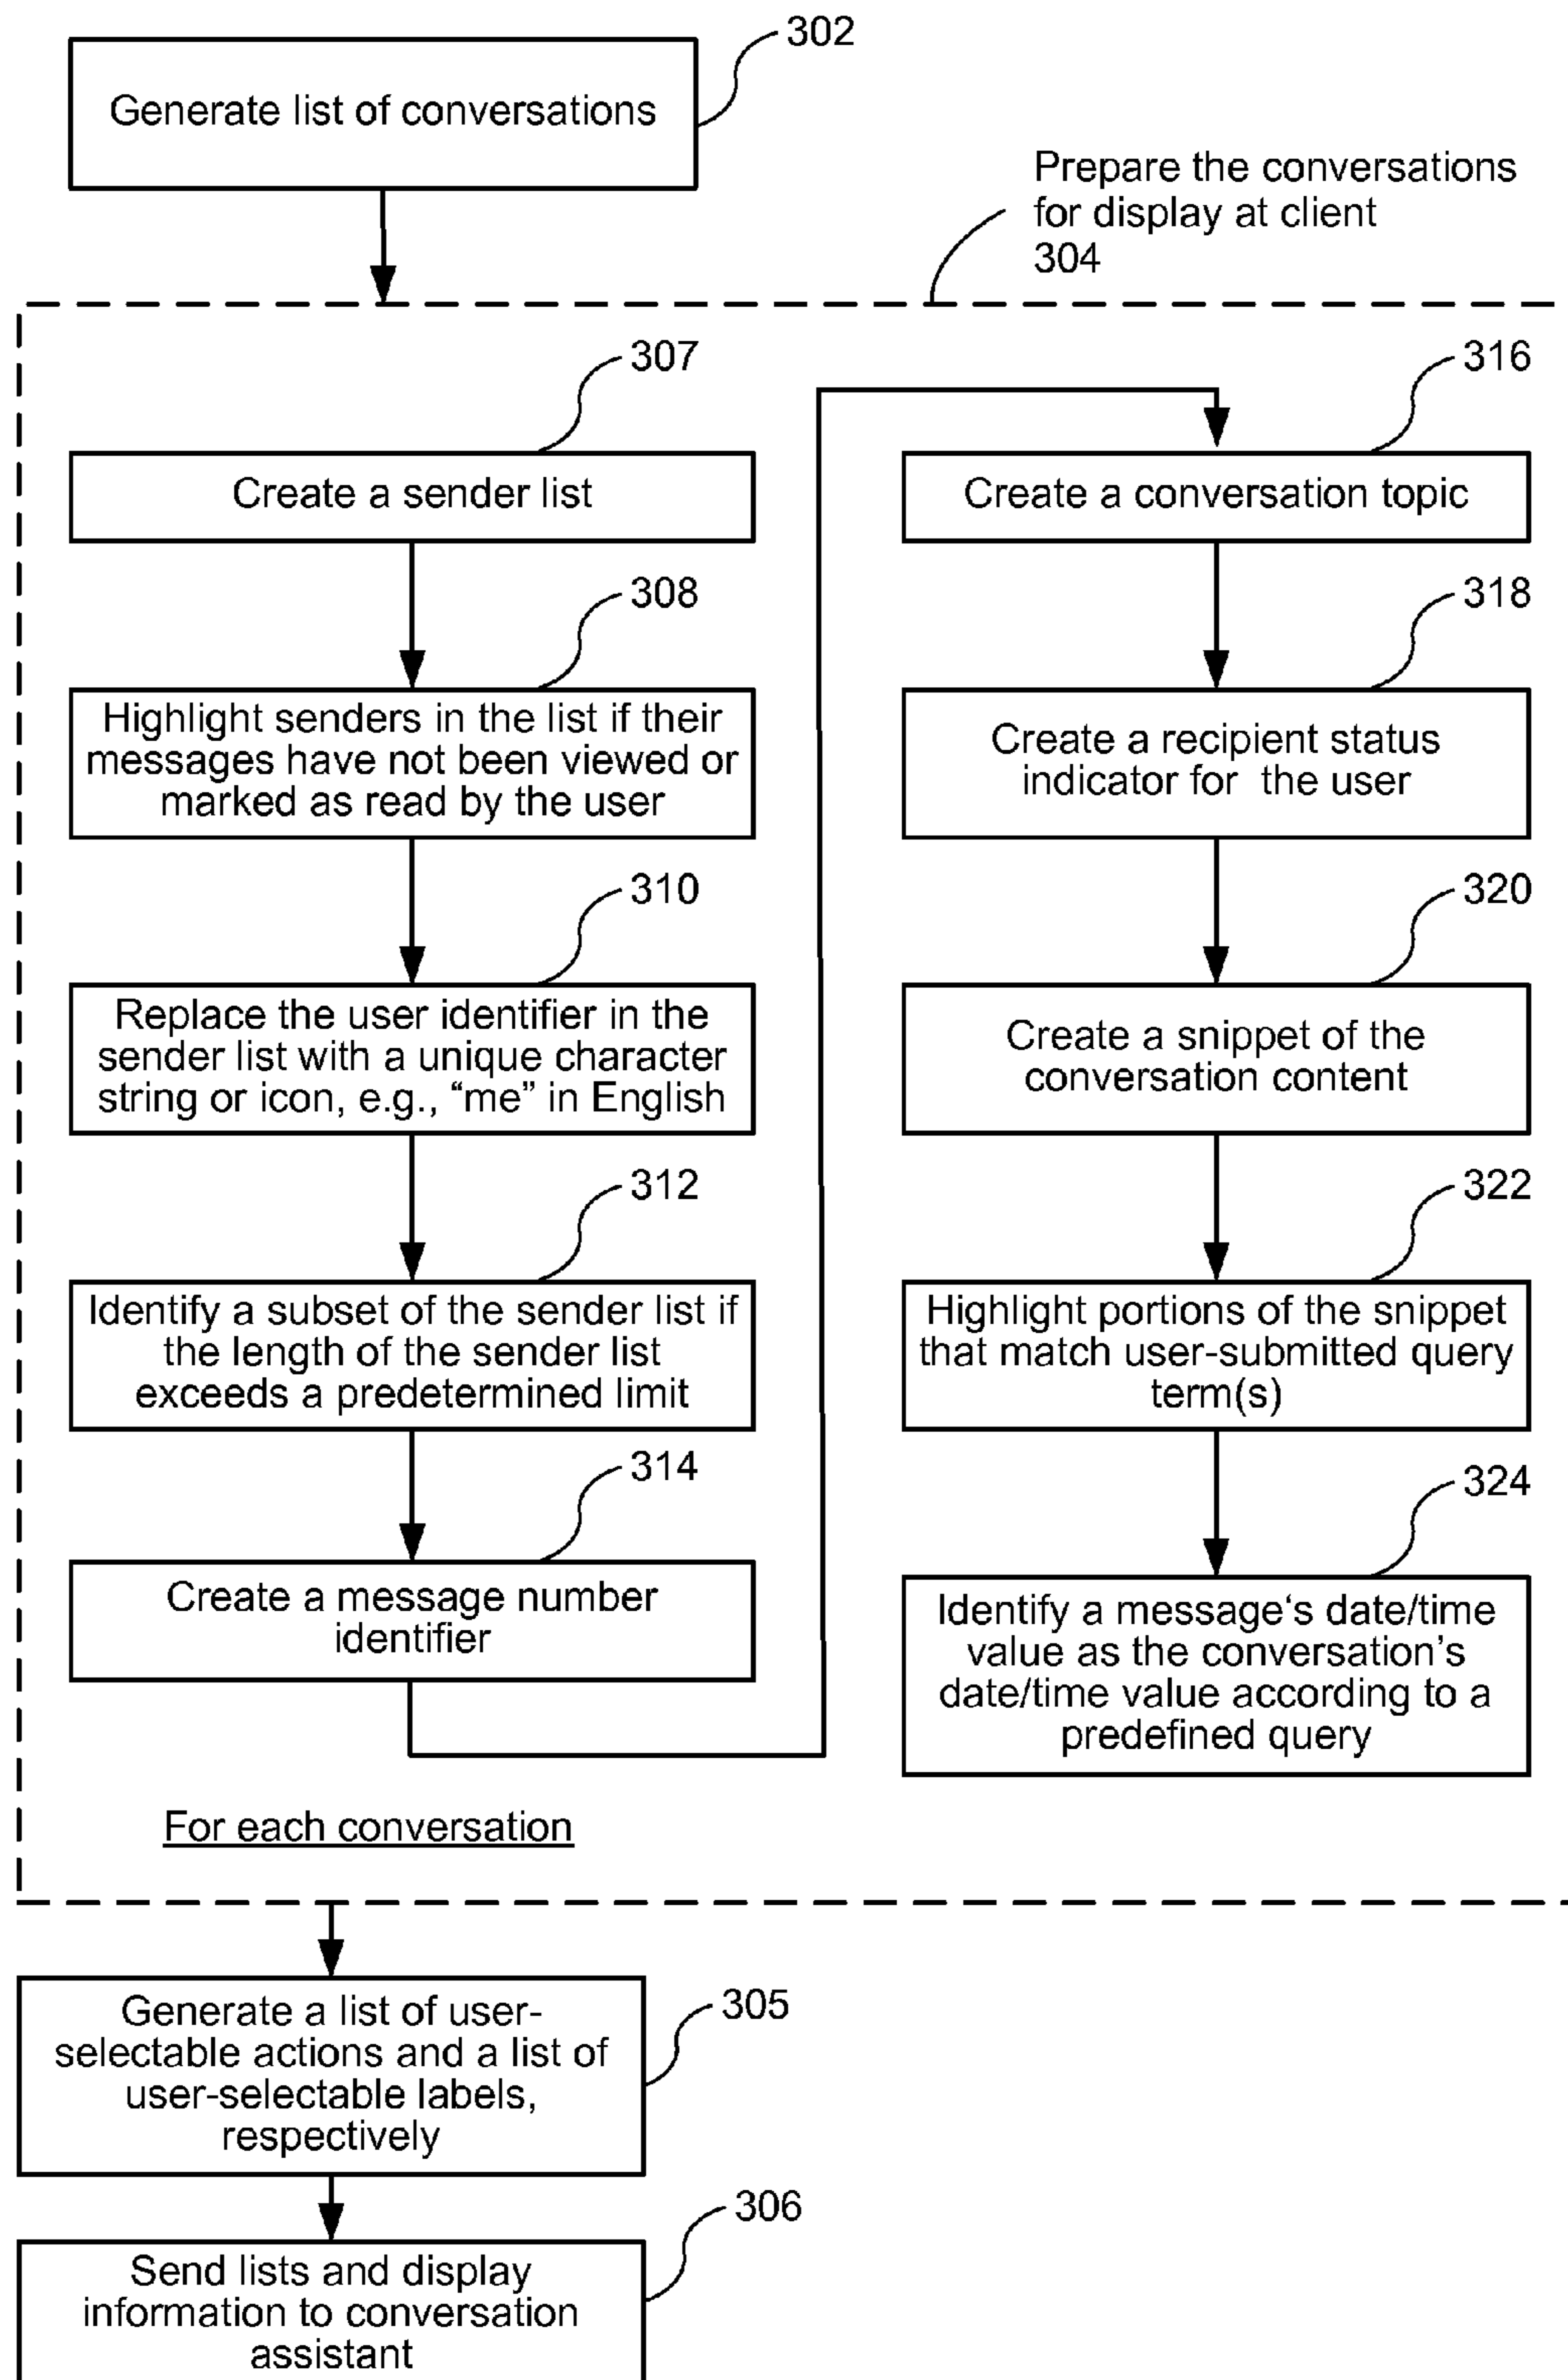 302
Generate list of conversations
Prepare the conversations
for display at client
304
307
Create a sender list
308
Highlight senders in the list if their
messages have not been viewed or
marked as read by the user
310
Replace the user identifier in the
sender list with a unique character
string or icon, e.g., “me” in English
312
Identify a subset of the sender list if
the length of the sender list
exceeds a predetermined limit
314
Create a message number
identifier
316
Create a conversation topic
318
Create a recipient status
indicator for the user
320
Create a snippet of the
conversation content
322
Highlight portions of the snippet
that match user-submitted query
term(s)
324
Identify a message‘s date/time
value as the conversation’s
date/time value according to a
predefined query
For each conversation
305
Generate a list of user-
selectable actions and a list of
user-selectable labels,
respectively
306
Send lists and display
information to conversation
assistant